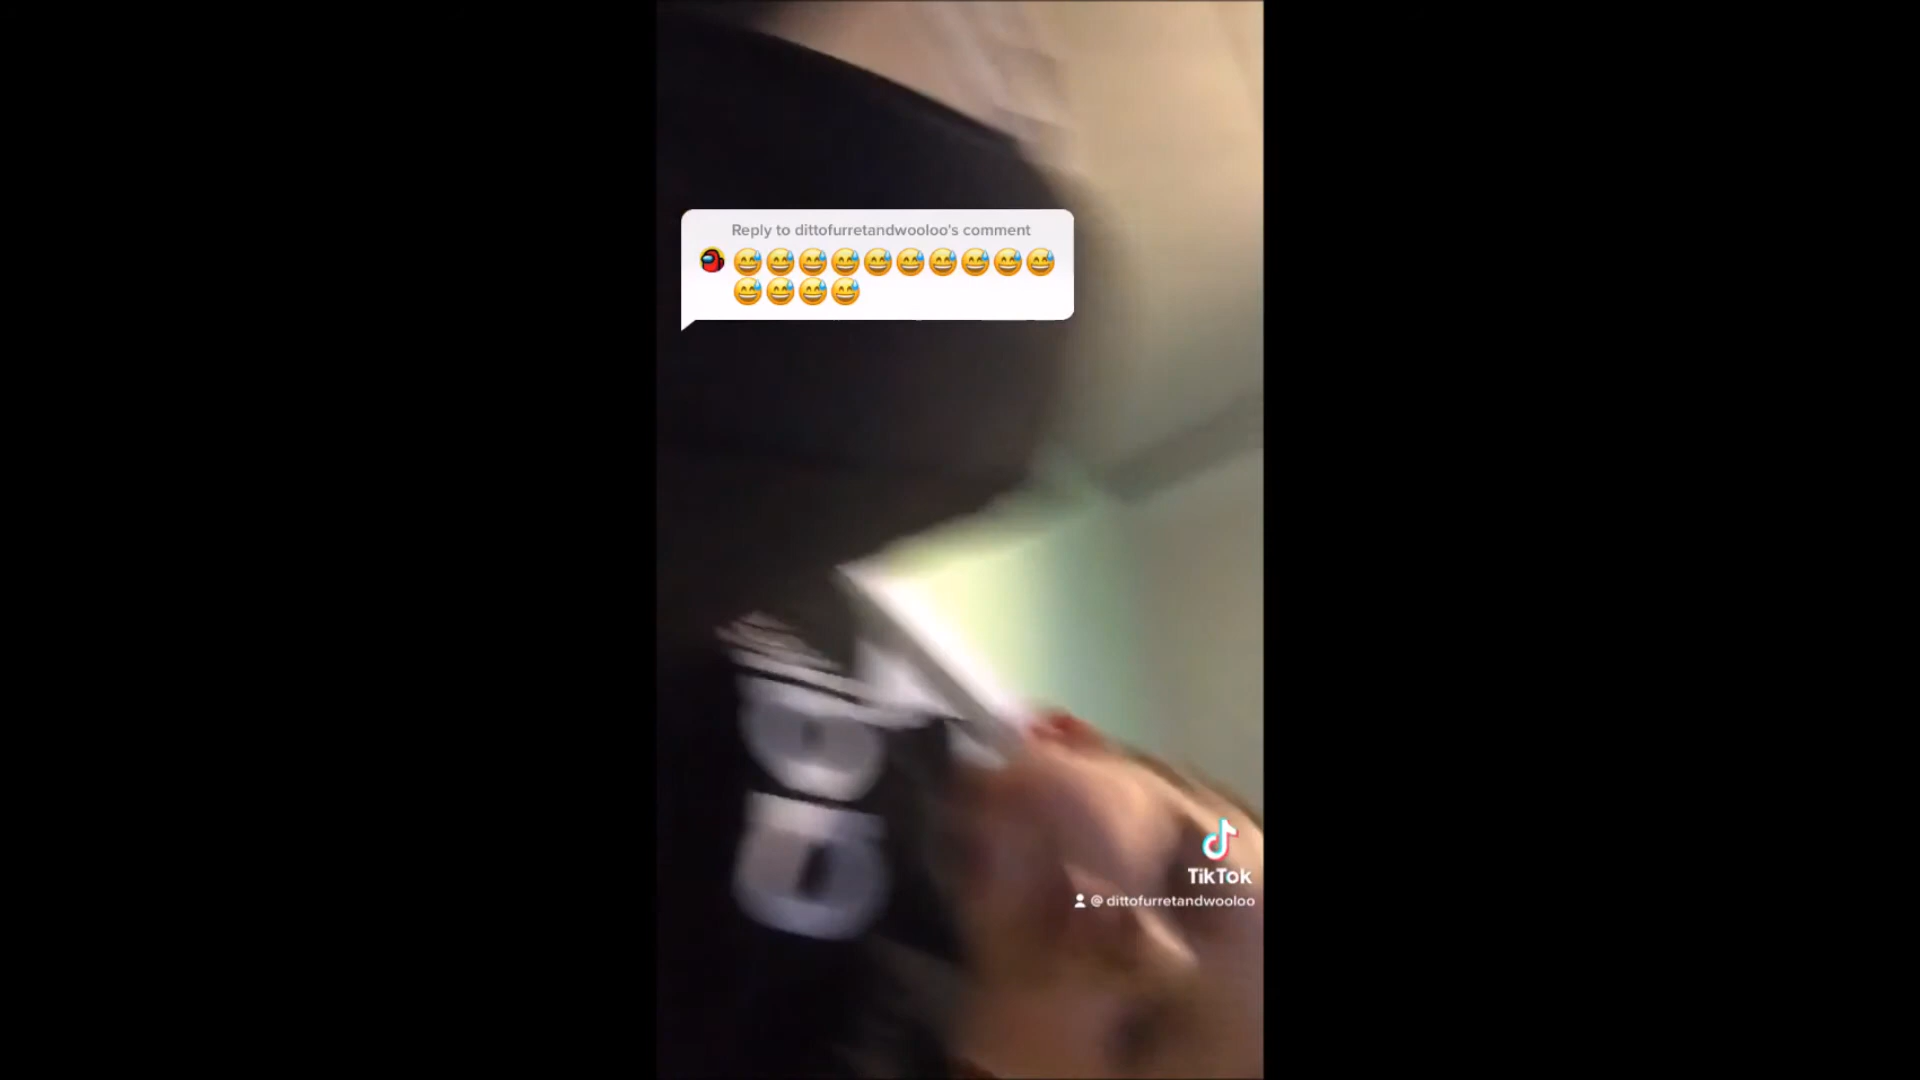 Reply to dittofurretandwooloo's comment
😅😅😅😅😅😅😅😅😅😅
😅😅😅😅
TikTok
@ dittofurretandwooloo